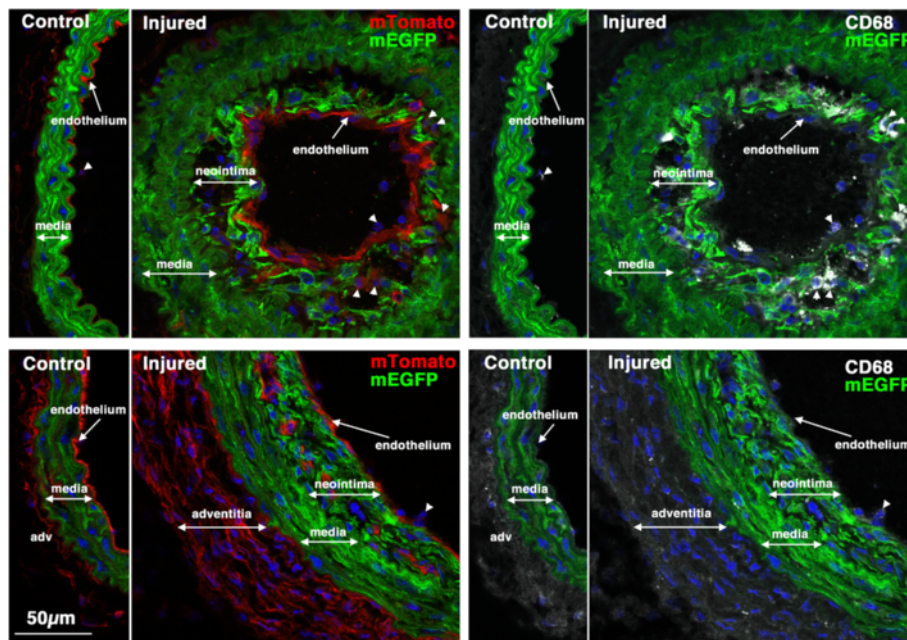 Control
Injured
mTomato
mEGFP
endothelium
endothelium
neointima
media
media
Control
Injured
CD68
mEGFP
endothelium
endothelium
neointima
media
media
Control
Injured
mTomato
mEGFP
endothelium
endothelium
neointima
media
adventitia
media
adv
50µm
Control
Injured
CD68
mEGFP
endothelium
endothelium
neointima
media
adventitia
media
adv